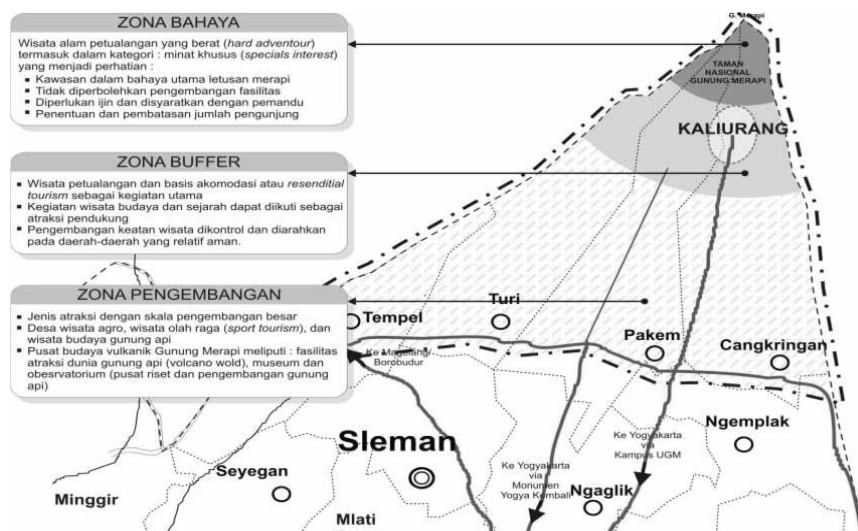 ZONA BAHAYA
Wisata alam petualangan yang berat (hard adventour)
termasuk dalam kategori : minat khusus (specials interest)
yang menjadi perhatian :
▪ Kawasan dalam bahaya utama letusan merapi
▪ Tidak diperbolehkan pengembangan fasilitas
▪ Diperlukan ijin dan disyaratkan dengan pemandu
▪ Penentuan dan pembatasan jumlah pengunjung
ZONA BUFFER
▪ Wisata petualangan dan basis akomodasi atau resenditial
tourism sebagai kegiatan utama
▪ Kegiatan wisata budaya dan sejarah dapat diikuti sebagai
atraksi pendukung
▪ Pengembangan keatan wisata dikontrol dan diarahkan
pada daerah-daerah yang relatif aman.
ZONA PENGEMBANGAN
▪ Jenis atraksi dengan skala pengembangan besar
▪ Desa wisata agro, wisata olah raga (sport tourism), dan
wisata budaya gunung api
▪ Pusat budaya vulkanik Gunung Merapi meliputi : fasilitas
atraksi dunia gunung api (volcano wold), museum dan
obesrvatorium (pusat riset dan pengembangan gunung
api)
G. Merapi
TAMAN
NASIONAL
GUNUNG MERAPI
KALIURANG
Tempel
Turi
Pakem
Cangkringan
Ke Magelang/
Borobudur
Sleman
Ngemplak
Ke Yogyakarta
via
Kampus UGM
Ke Yogyakarta
via
Monumen
Yogya Kembali
Seyegan
Ngaglik
Minggir
Mlati